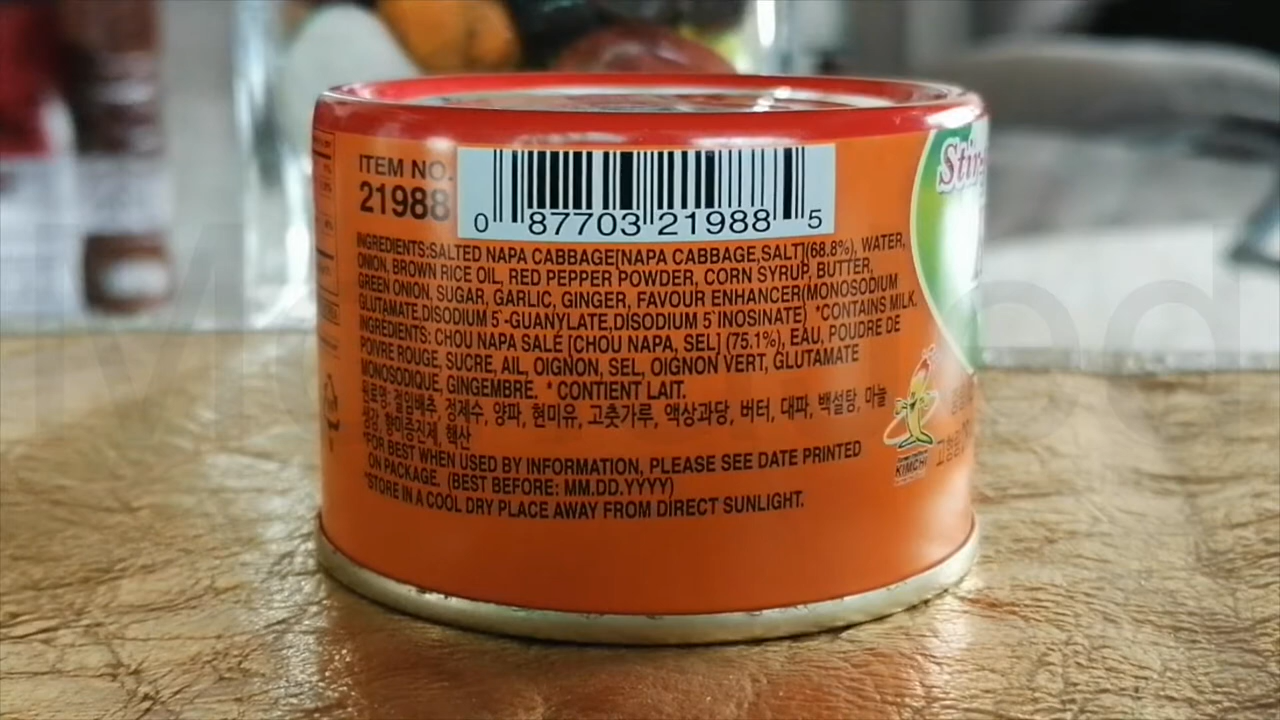 ITEM NO.
21988
0 87703 21988 5
Stir-
INGREDIENTS:SALTED NAPA CABBAGE[NAPA CABBAGE,SALT](68.8%), WATER,
ONION, BROWN RICE OIL, RED PEPPER POWDER, CORN SYRUP, BUTTER,
GREEN ONION, SUGAR, GARLIC, GINGER, FAVOUR ENHANCER(MONOSODIUM
GLUTAMATE,DISODIUM 5`-GUANYLATE,DISODIUM 5`INOSINATE) *CONTAINS MILK.
INGREDIENTS: CHOU NAPA SALÉ [CHOU NAPA, SEL] (75.1%), EAU, POUDRE DE
POIVRE ROUGE, SUCRE, AIL, OIGNON, SEL, OIGNON VERT, GLUTAMATE
MONOSODIQUE, GINGEMBRE. * CONTIENT LAIT.
원료명: 절임배추, 정제수, 양파, 현미유, 고춧가루, 액상과당, 버터, 대파, 백설탕, 마늘
생강, 향미증진제, 핵산
*FOR BEST WHEN USED BY INFORMATION, PLEASE SEE DATE PRINTED
ON PACKAGE. (BEST BEFORE: MM.DD.YYYY)
*STORE IN A COOL DRY PLACE AWAY FROM DIRECT SUNLIGHT.
KIMCHI